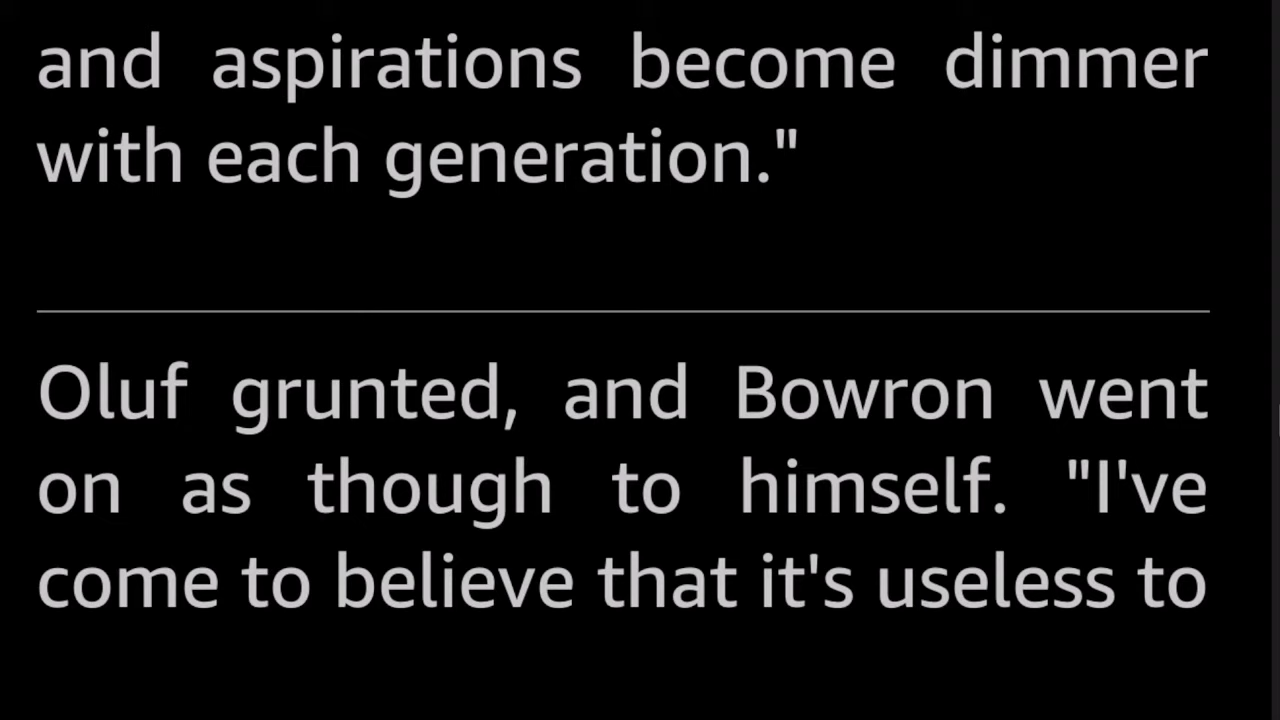 and aspirations become dimmer
with each generation."
Oluf grunted, and Bowron went
on as though to himself. "I've
come to believe that it's useless to